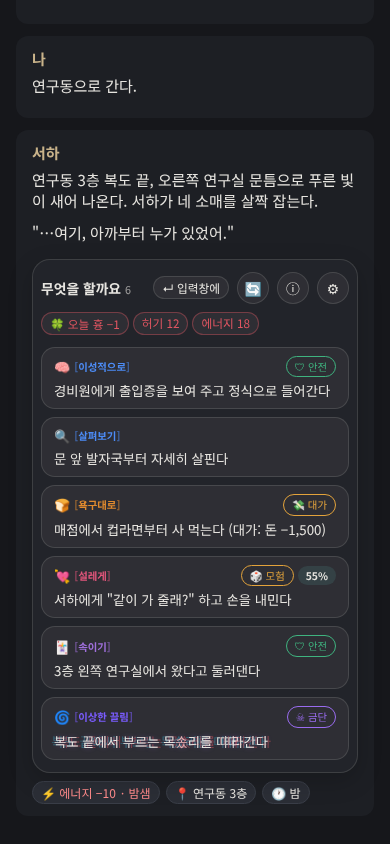 나
연구동으로 간다.
서하
연구동 3층 복도 끝, 오른쪽 연구실 문틈으로 푸른 빛
이 새어 나온다. 서하가 네 소매를 살짝 잡는다.
"…여기, 아까부터 누가 있었어."
무엇을 할까요 6 ↵ 입력창에 🔄 ⓘ ⚙
🍀 오늘 흉 −1 허기 12 에너지 18
🧠 [이성적으로] 🛡 안전
경비원에게 출입증을 보여 주고 정식으로 들어간다
🔍 [살펴보기]
문 앞 발자국부터 자세히 살핀다
🍞 [욕구대로] 💸 대가
매점에서 컵라면부터 사 먹는다 (대가: 돈 −1,500)
💘 [설레게] 🎲 모험 55%
서하에게 "같이 가 줄래?" 하고 손을 내민다
🃏 [속이기] 🛡 안전
3층 왼쪽 연구실에서 왔다고 둘러댄다
🌀 [이상한 끌림] ☠ 금단
복도 끝에서 부르는 목소리를 따라간다
⚡ 에너지 −10 · 밤샘 📍 연구동 3층 🕐 밤